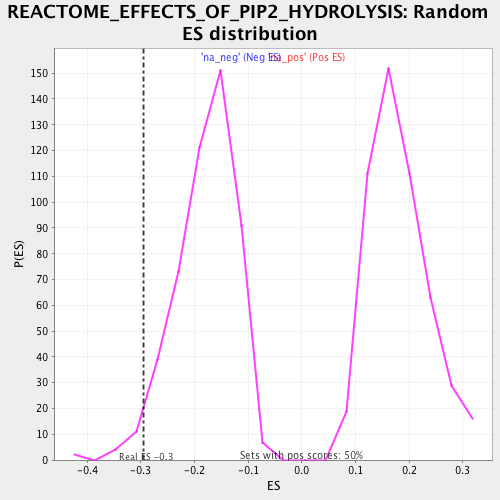 REACTOME_EFFECTS_OF_PIP2_HYDROLYSIS: Random
ES distribution
'na_neg' (Neg ES)
'na_pos' (Pos ES)
150
140
130
120
110
100
90
80
70
60
50
40
30
20
10
0
P(ES)
Real ES -0.3
Sets with pos scores: 50%
-0.4 -0.3 -0.2 -0.1 0.0 0.1 0.2 0.3
ES